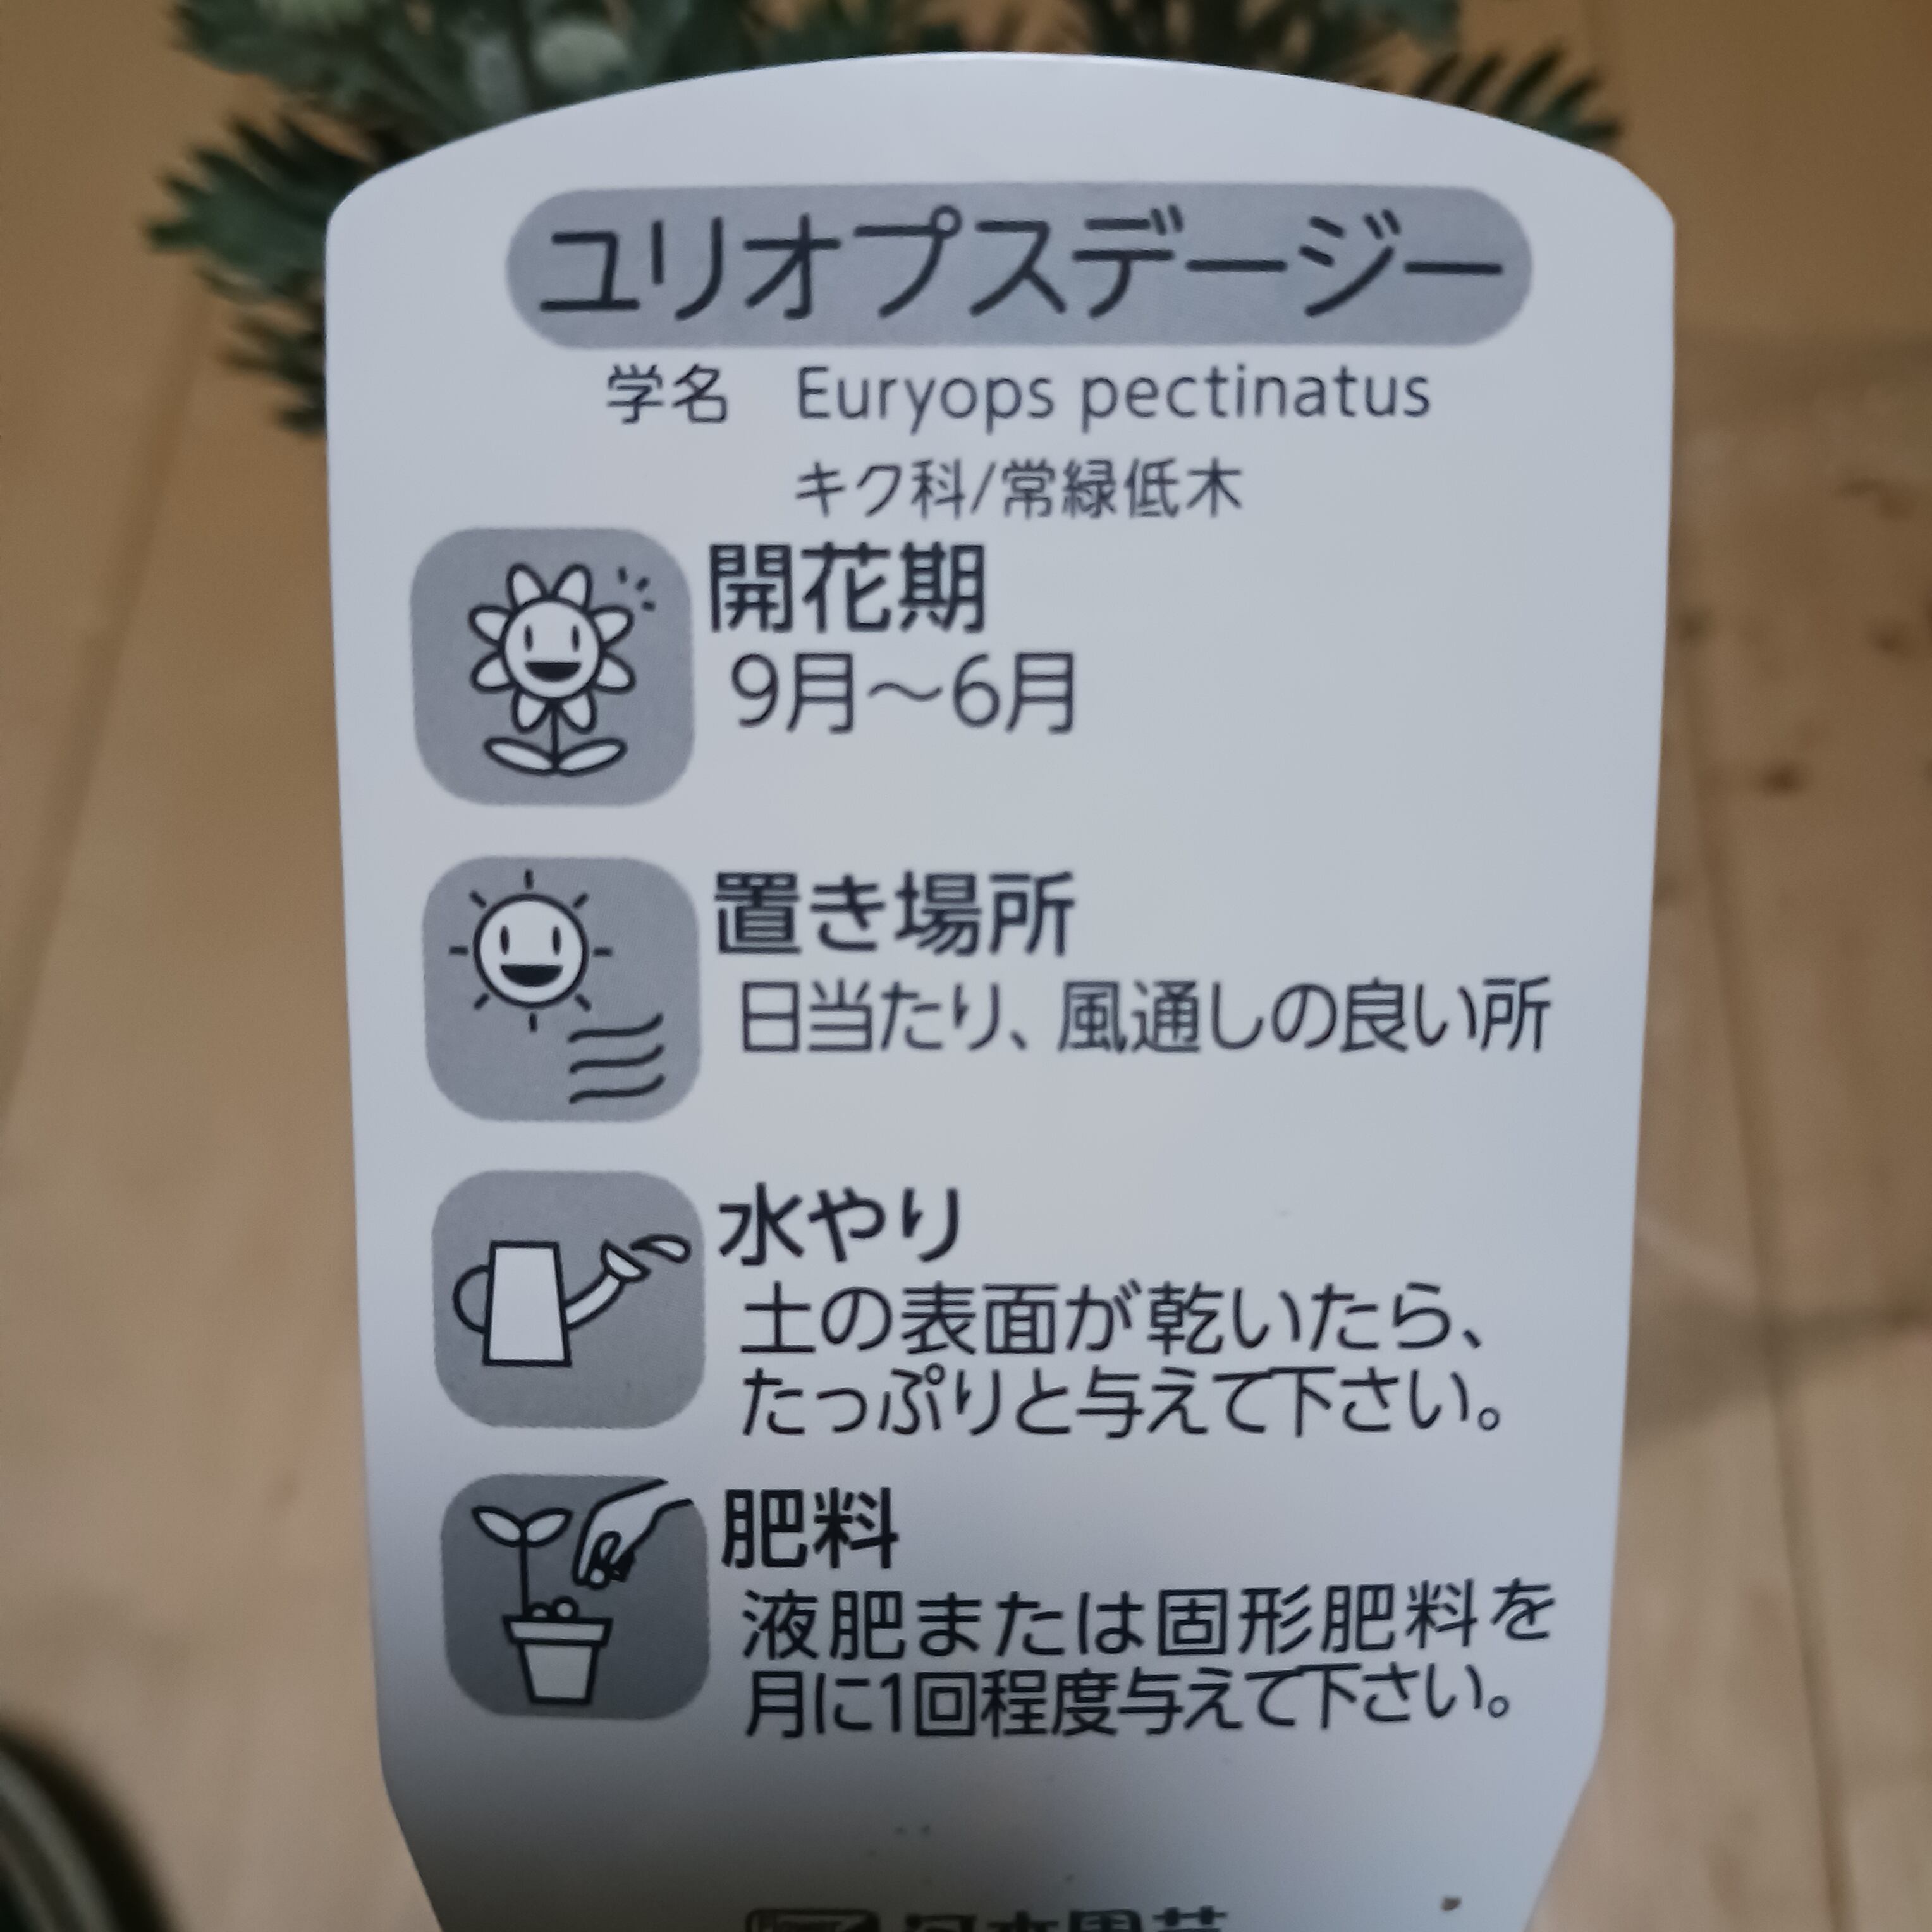 ユリオプスデージー
学名 Euryops pectinatus
キク科/常緑低木
開花期
9月～6月
置き場所
日当たり、風通しの良い所
水やり
土の表面が乾いたら、
たっぷりと与えて下さい。
肥料
液肥または固形肥料を
月に1回程度与えて下さい。